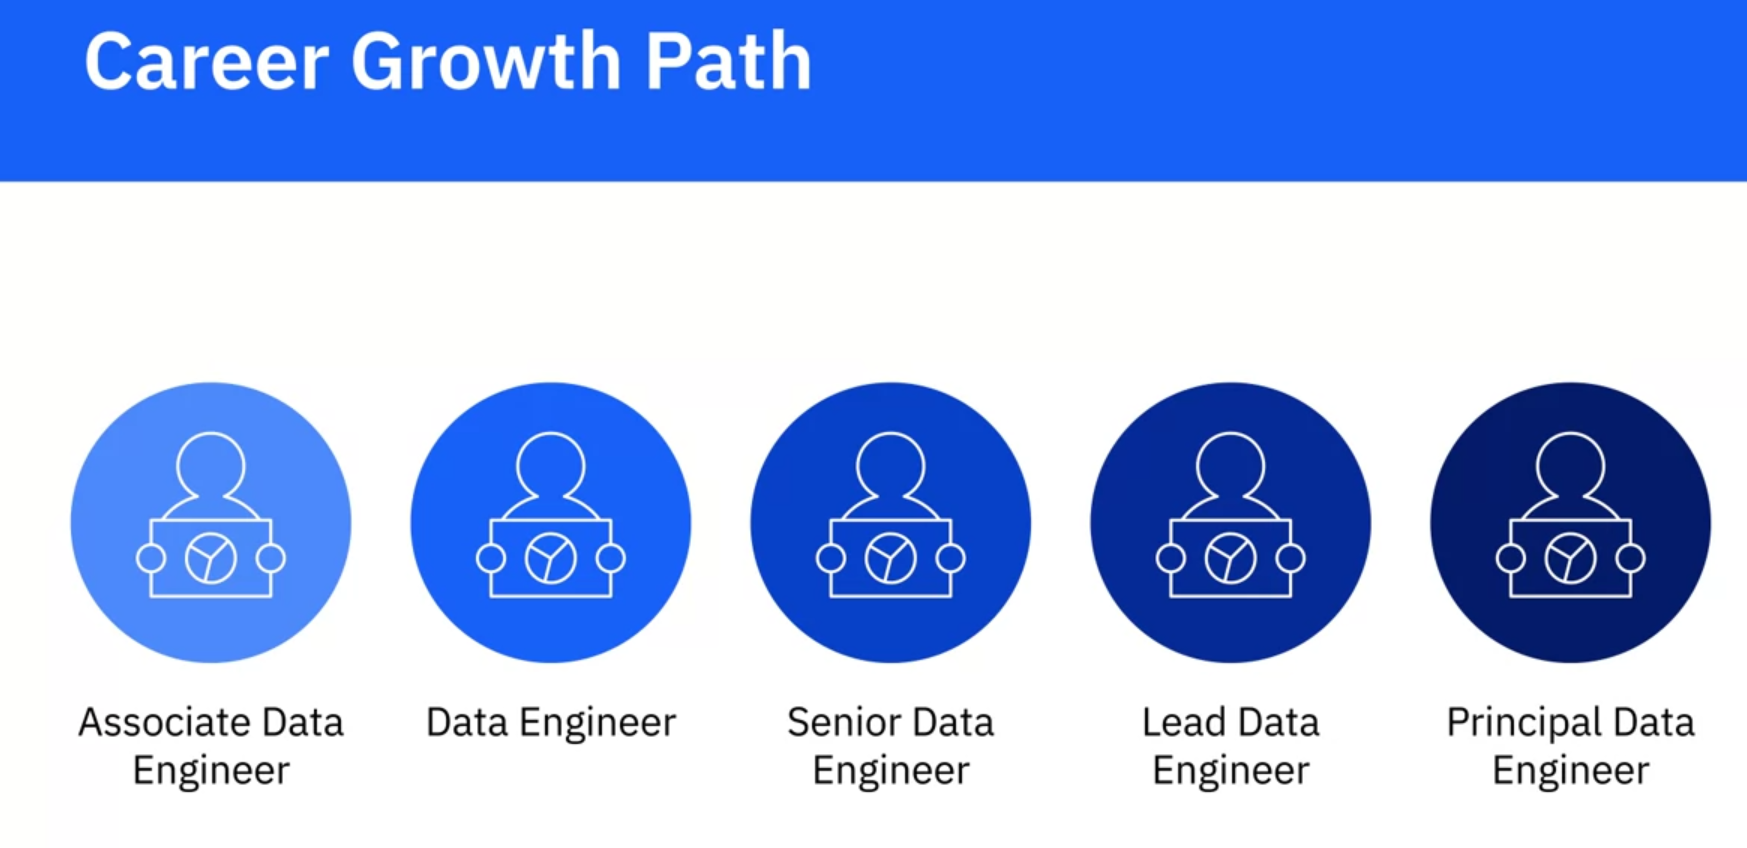 Career Growth Path
Associate Data
Engineer
Data Engineer
Senior Data
Engineer
Lead Data
Engineer
Principal Data
Engineer